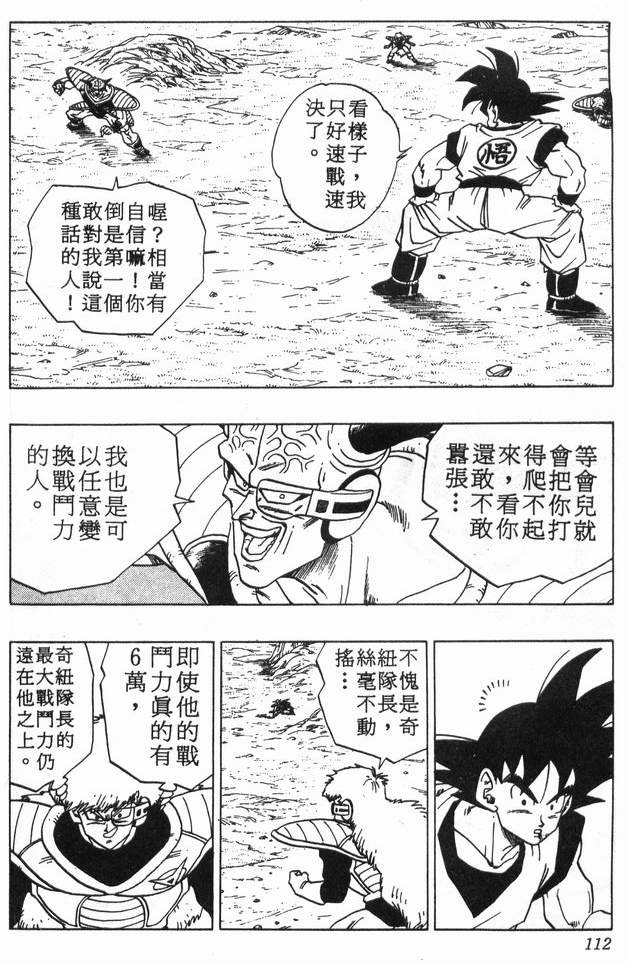 看樣子，我
只好速戰速
決了。
悟
喔？相當有
自信嘛！你
倒是第一個
敢對我說這
種話的人！
等會兒就
會把你打
得爬不起
來，看你
還敢不敢
囂張…
我也是可
以任意變
換戰鬥力
的人。
不愧是奇
紐隊長，
絲毫不動
搖…
即使他的戰
鬥力真的有
6萬，
奇紐隊長的
最大戰鬥力仍
遠在他之上。
112